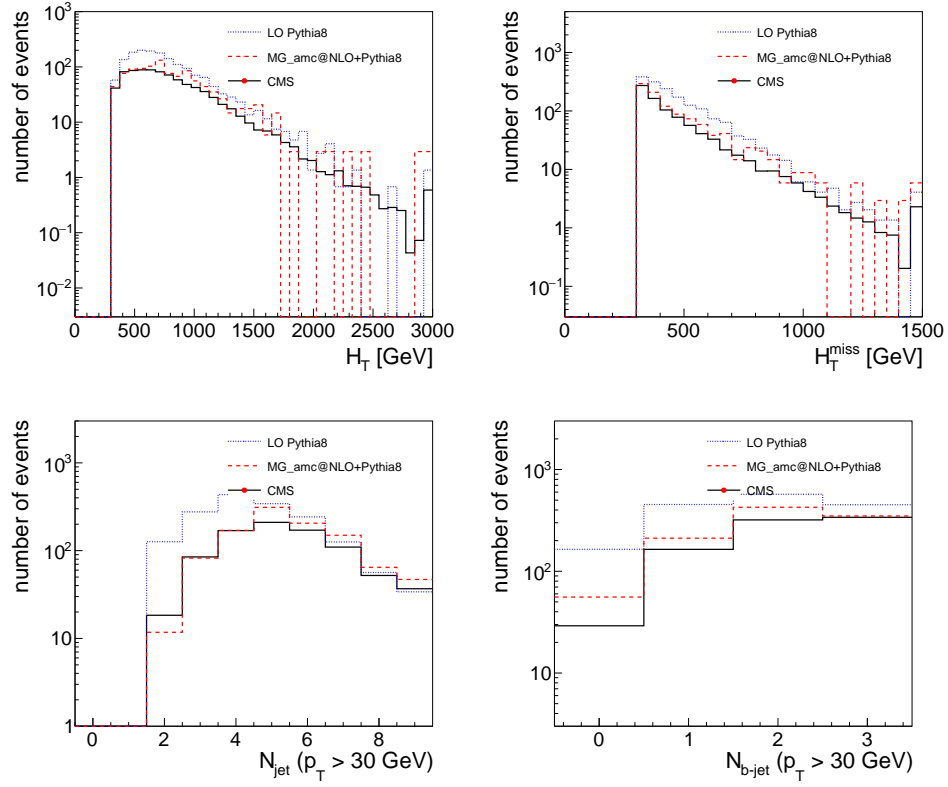 number of events
10³
10²
10
1
10⁻¹
10⁻²
LO Pythia8
MG_amc@NLO+Pythia8
CMS
0 500 1000 1500 2000 2500 3000
H_T [GeV]
number of events
10³
10²
10
1
10⁻¹
LO Pythia8
MG_amc@NLO+Pythia8
CMS
0 500 1000 1500
H_T^miss [GeV]
number of events
10³
10²
10
1
LO Pythia8
MG_amc@NLO+Pythia8
CMS
0 2 4 6 8
N_jet (p_T > 30 GeV)
number of events
10³
10²
10
LO Pythia8
MG_amc@NLO+Pythia8
CMS
0 1 2 3
N_b-jet (p_T > 30 GeV)